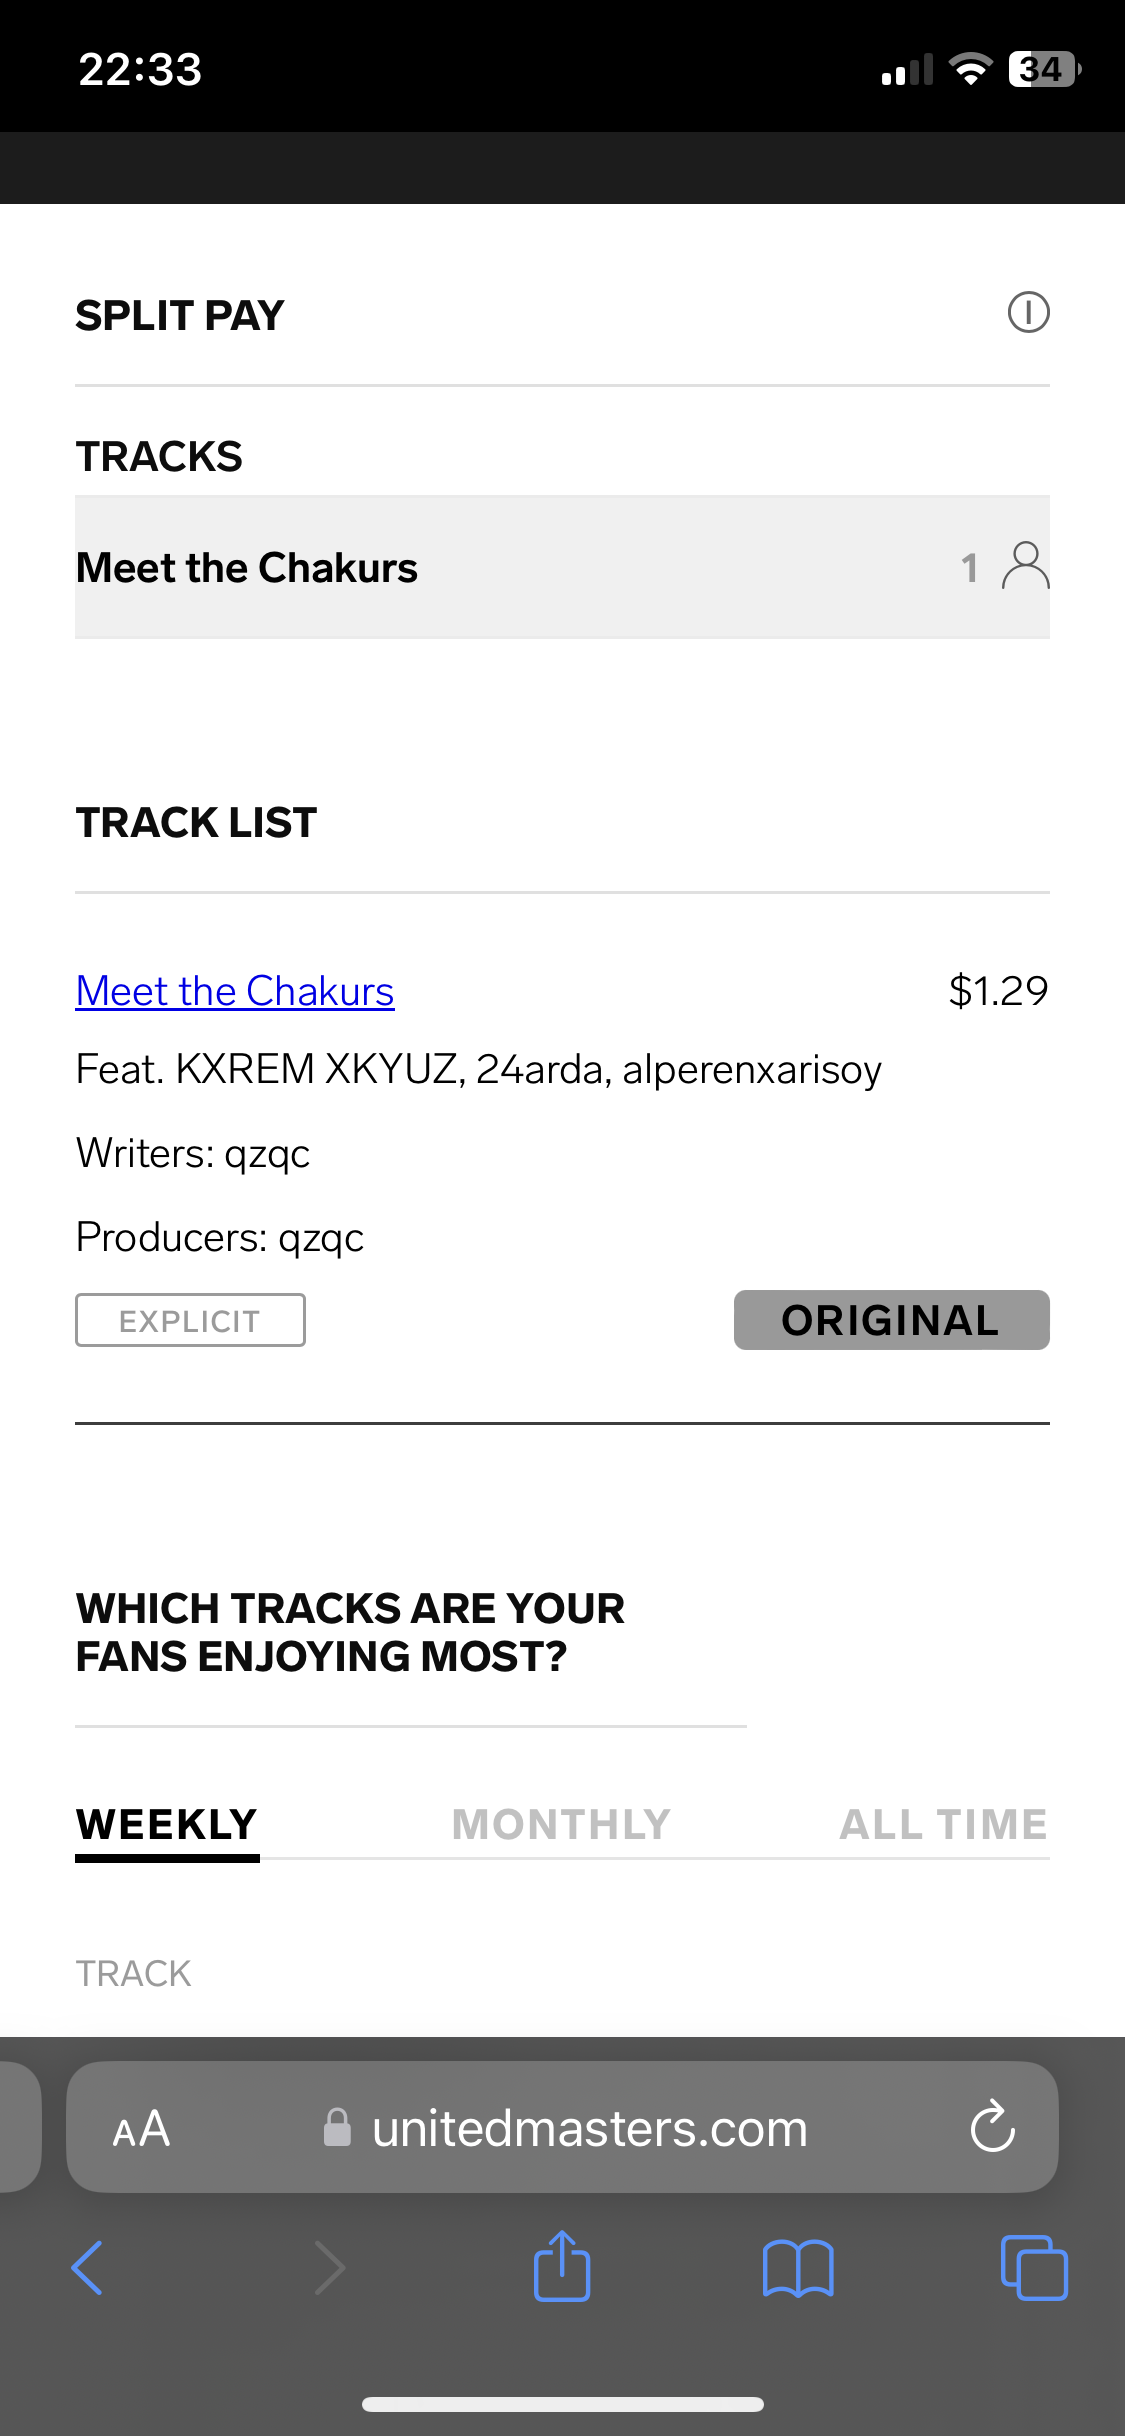 22:33
34
SPLIT PAY
TRACKS
Meet the Chakurs
1
TRACK LIST
Meet the Chakurs
$1.29
Feat. KXREM XKYUZ, 24arda, alperenxarisoy
Writers: qzqc
Producers: qzqc
EXPLICIT
ORIGINAL
WHICH TRACKS ARE YOUR
FANS ENJOYING MOST?
WEEKLY
MONTHLY
ALL TIME
TRACK
AA
unitedmasters.com